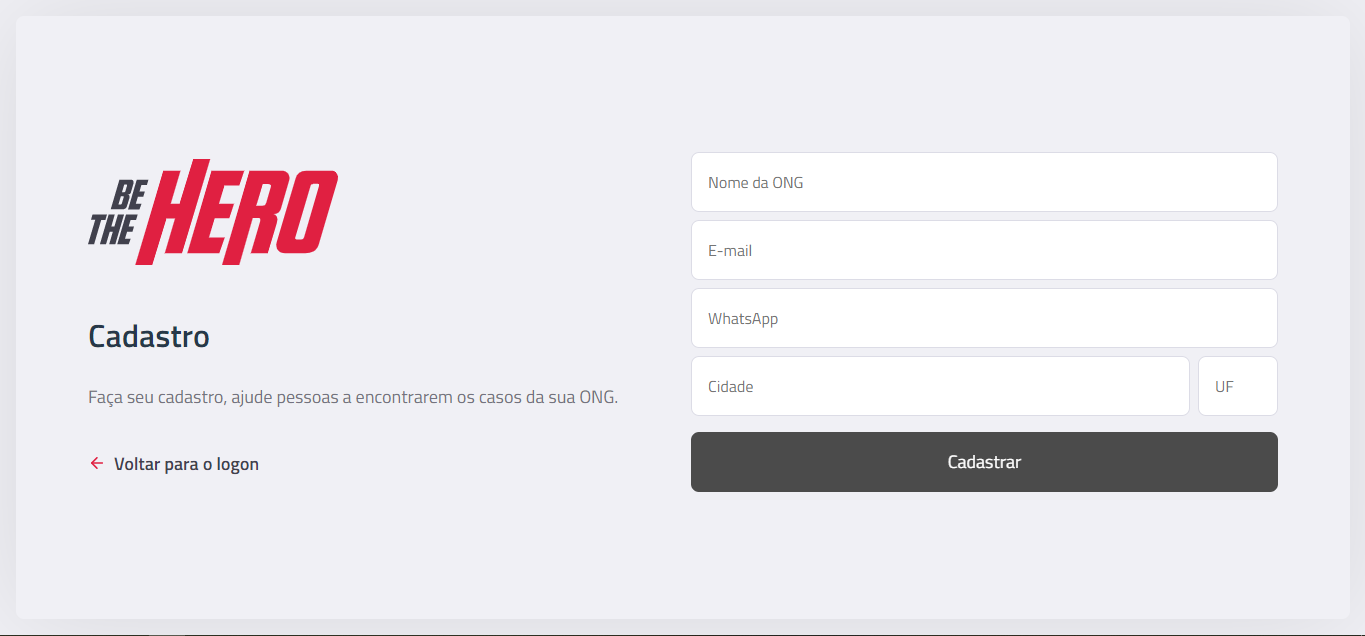 BE
THE
HERO
Cadastro
Faça seu cadastro, ajude pessoas a encontrarem os casos da sua ONG.
Voltar para o logon
Nome da ONG
E-mail
WhatsApp
Cidade
UF
Cadastrar